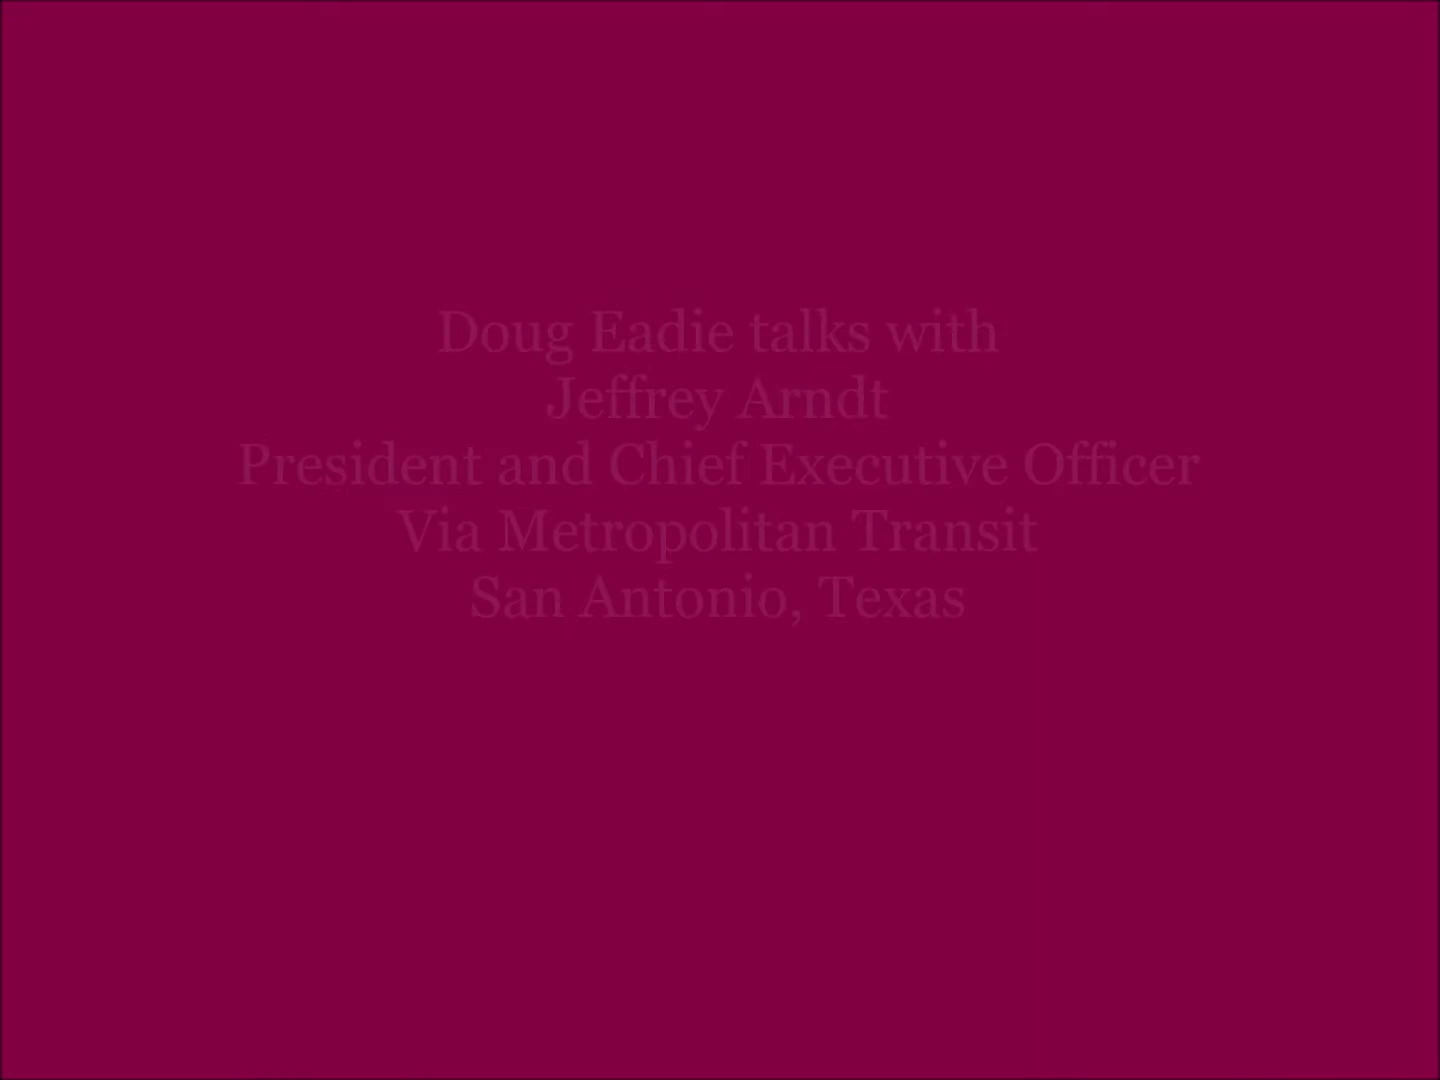 Doug Eadie talks with
Jeffrey Arndt
President and Chief Executive Officer
Via Metropolitan Transit
San Antonio, Texas